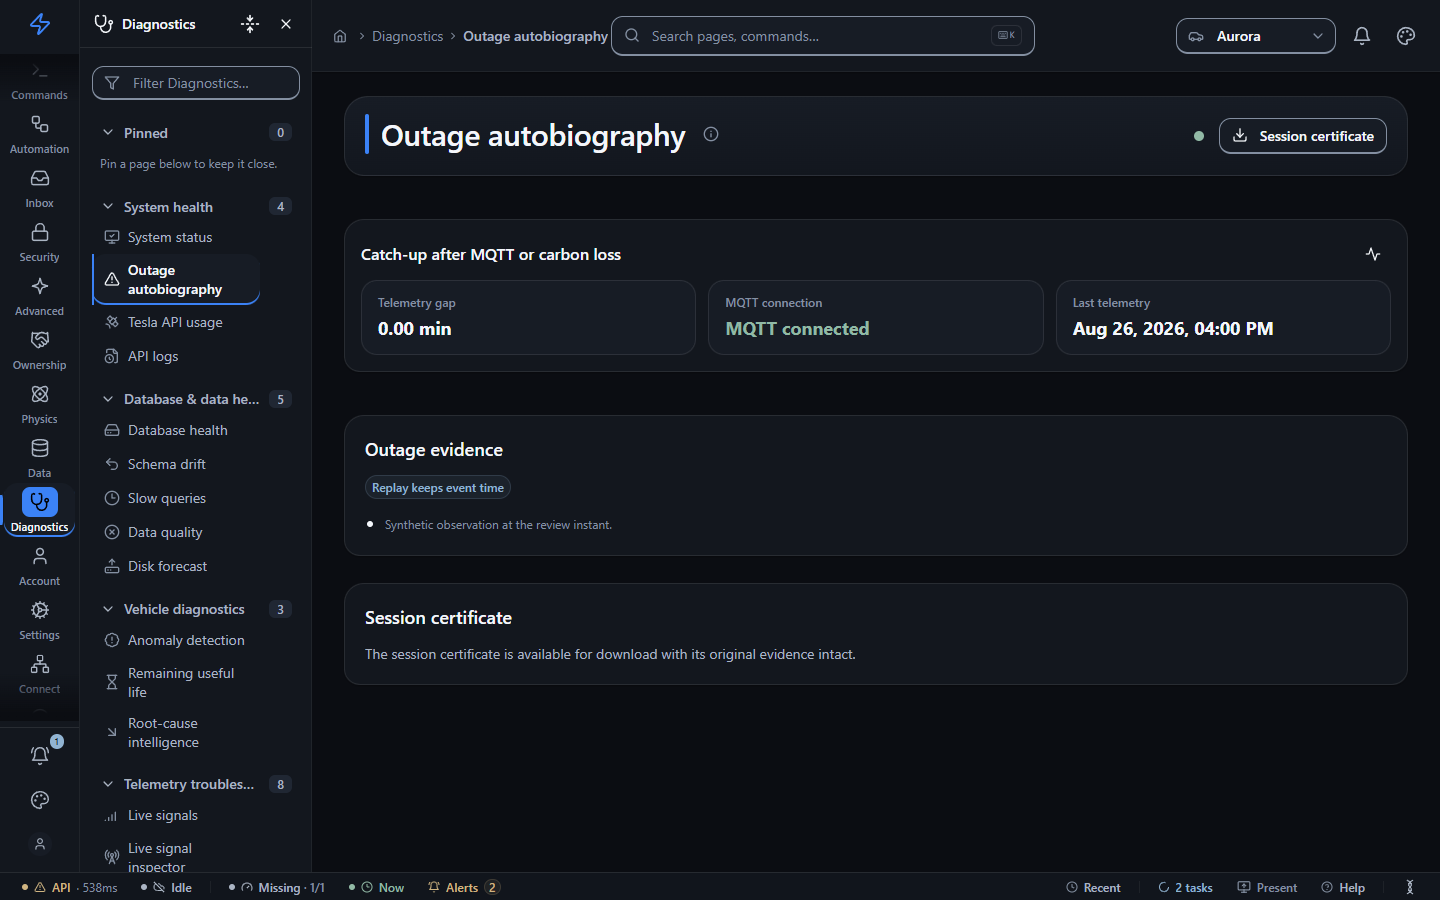 Commands
Automation
Inbox
Security
Advanced
Ownership
Physics
Data
Diagnostics
Account
Settings
Connect
1
Diagnostics
Filter Diagnostics...
Pinned 0
Pin a page below to keep it close.
System health 4
System status
Outage
autobiography
Tesla API usage
API logs
Database & data he... 5
Database health
Schema drift
Slow queries
Data quality
Disk forecast
Vehicle diagnostics 3
Anomaly detection
Remaining useful
life
Root-cause
intelligence
Telemetry troubles... 8
Live signals
Live signal
inspector
Diagnostics Outage autobiography
Search pages, commands... K
Aurora
Outage autobiography
Session certificate
Catch-up after MQTT or carbon loss
Telemetry gap
0.00 min
MQTT connection
MQTT connected
Last telemetry
Aug 26, 2026, 04:00 PM
Outage evidence
Replay keeps event time
Synthetic observation at the review instant.
Session certificate
The session certificate is available for download with its original evidence intact.
API · 538ms Idle Missing · 1/1 Now Alerts 2 Recent 2 tasks Present Help